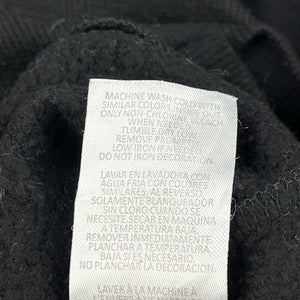 MACHINE WASH COLD WITH
SIMILAR COLORS INSIDE OUT.
ONLY NON-CHLORINE BLEACH
WHEN NEEDED.
TUMBLE DRY LOW.
REMOVE PROMPTLY.
LOW IRON IF NEEDED.
DO NOT IRON DECORATION.
LAVAR EN LAVADORA CON
AGUA FRIA CON COLORES
SIMILARES, AL REVERSO.
SOLAMENTE BLANQUEADOR
SIN CLORO CUANDO SE
NECESITE. SECAR EN MAQUINA
A TEMPERATURA BAJA.
REMUEVA INMEDIATAMENTE.
PLANCHAR A TEMPERATURA
BAJA SI ES NECESARIO.
NO PLANCHAR LA DECORACION.
LAVER À LA MACHINE À